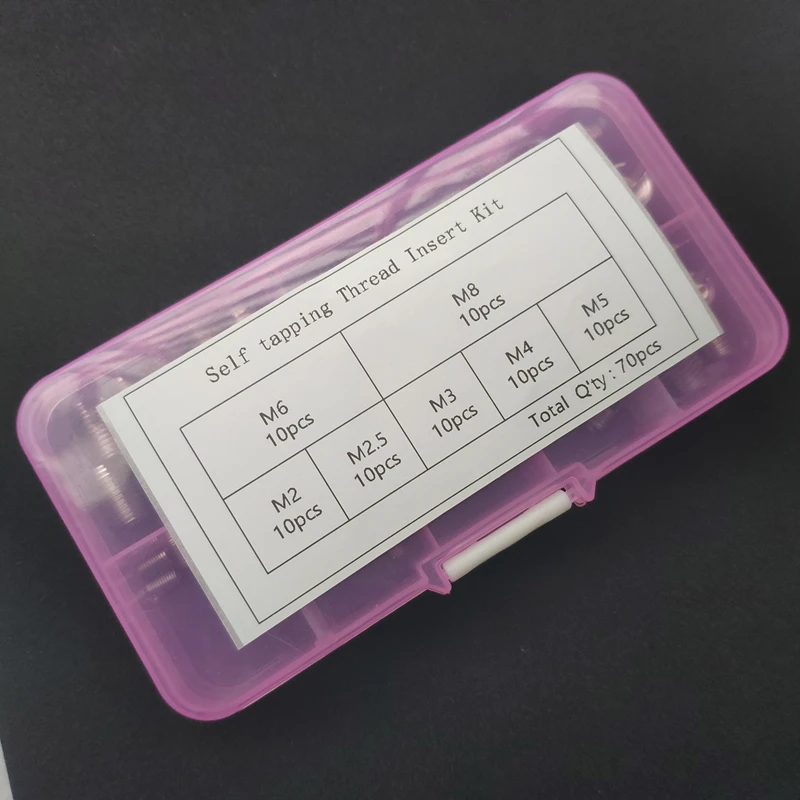 Self tapping Thread Insert Kit
M6
10pcs
M8
10pcs
M2
10pcs
M2.5
10pcs
M3
10pcs
M4
10pcs
M5
10pcs
Total Q'ty：70pcs